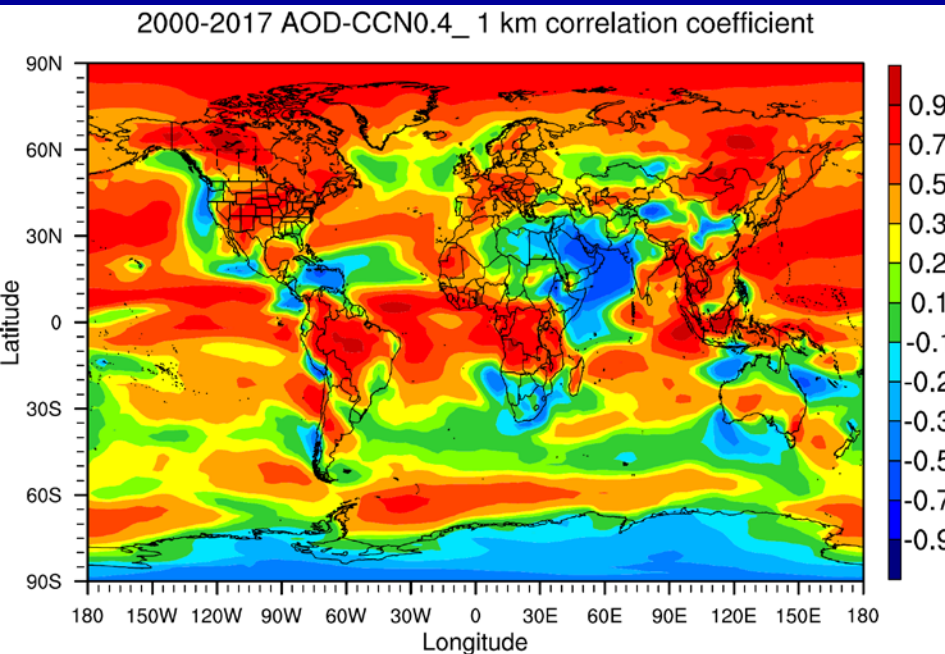 2000-2017 AOD-CCN0.4_ 1 km correlation coefficient
90N
60N
30N
0
30S
60S
90S
Latitude
180 150W 120W 90W 60W 30W 0 30E 60E 90E 120E 150E 180
Longitude
0.9
0.7
0.5
0.3
0.2
0.1
-0.1
-0.2
-0.3
-0.5
-0.7
-0.9